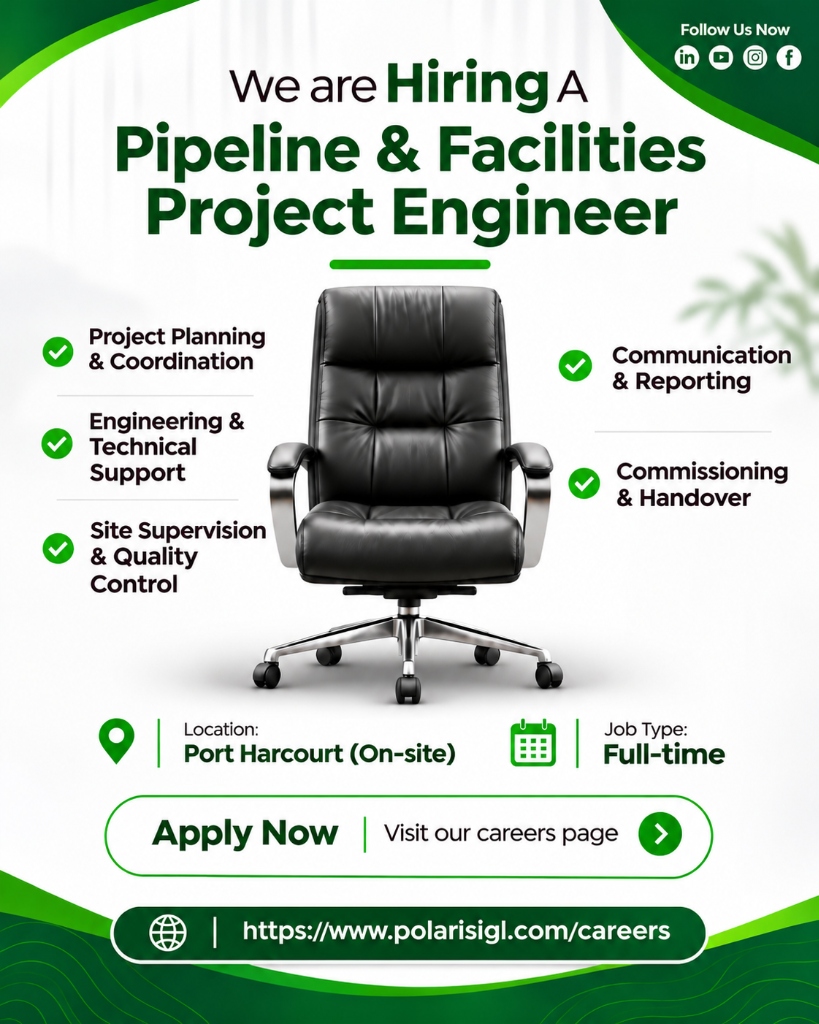 Follow Us Now
We are Hiring A
Pipeline & Facilities
Project Engineer
Project Planning
& Coordination
Engineering &
Technical
Support
Site Supervision
& Quality
Control
Communication
& Reporting
Commissioning
& Handover
Location:
Port Harcourt (On-site)
Job Type:
Full-time
Apply Now
Visit our careers page
https://www.polarisigl.com/careers